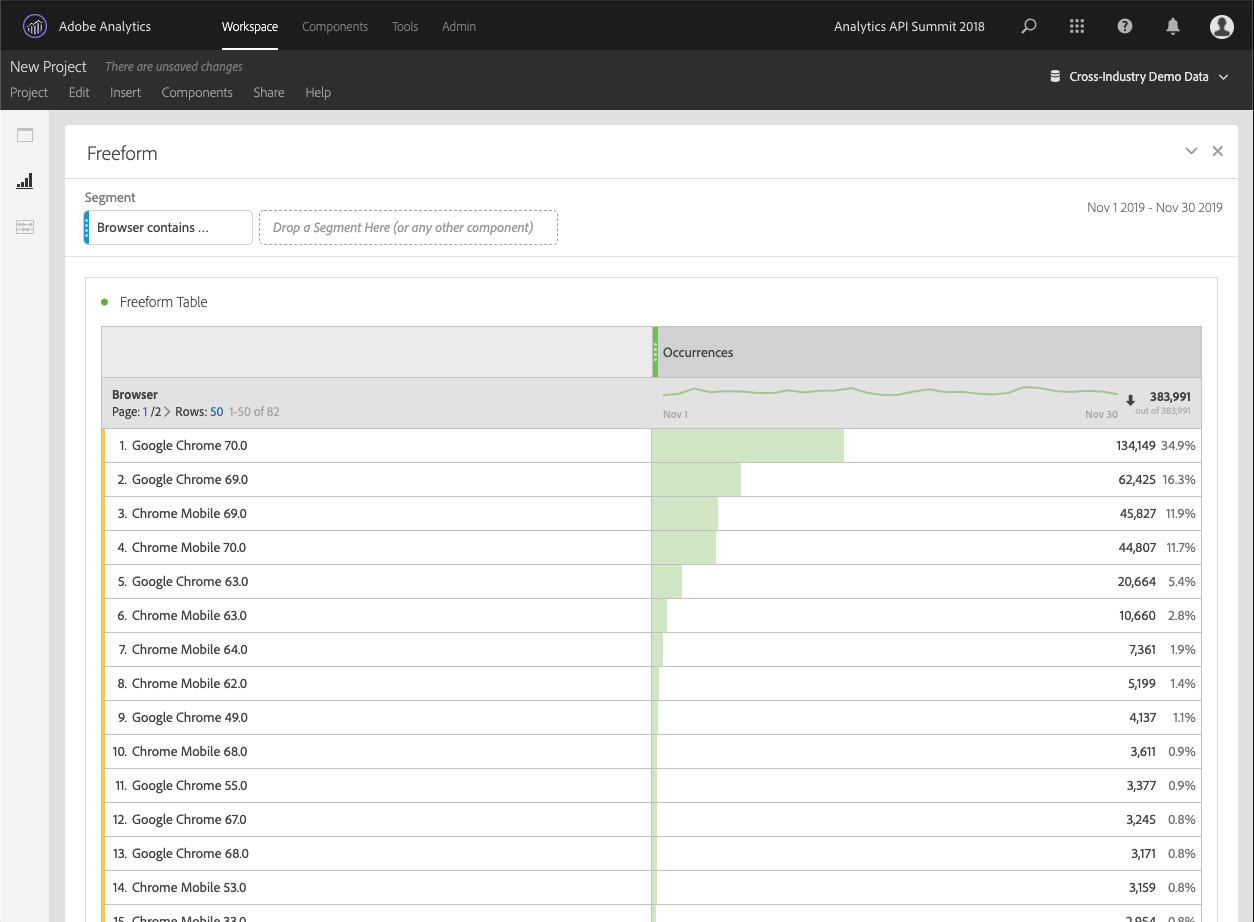 Adobe Analytics Workspace Components Tools Admin Analytics API Summit 2018
New Project There are unsaved changes
Cross-Industry Demo Data
Project Edit Insert Components Share Help
Freeform
Segment
Nov 1 2019 - Nov 30 2019
Browser contains ... Drop a Segment Here (or any other component)
Freeform Table
Occurrences
Browser
Page: 1 /2 > Rows: 50 1-50 of 82
Nov 1 Nov 30
383,991
out of 383,991
1. Google Chrome 70.0 134,149 34.9%
2. Google Chrome 69.0 62,425 16.3%
3. Chrome Mobile 69.0 45,827 11.9%
4. Chrome Mobile 70.0 44,807 11.7%
5. Google Chrome 63.0 20,664 5.4%
6. Chrome Mobile 63.0 10,660 2.8%
7. Chrome Mobile 64.0 7,361 1.9%
8. Chrome Mobile 62.0 5,199 1.4%
9. Google Chrome 49.0 4,137 1.1%
10. Chrome Mobile 68.0 3,611 0.9%
11. Google Chrome 55.0 3,377 0.9%
12. Google Chrome 67.0 3,245 0.8%
13. Google Chrome 68.0 3,171 0.8%
14. Chrome Mobile 53.0 3,159 0.8%
15. Chrome Mobile 33.0 2,954 0.8%